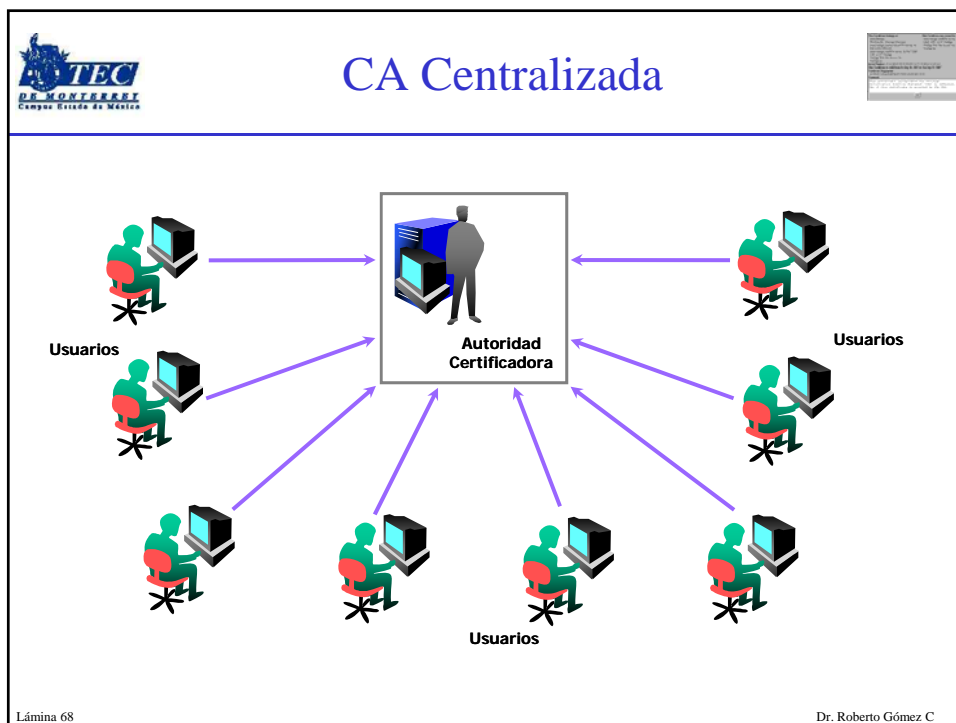 TEC
DE MONTERREY
Campus Estado de México
CA Centralizada
Usuarios
Autoridad
Certificadora
Usuarios
Usuarios
Lámina 68
Dr. Roberto Gómez C